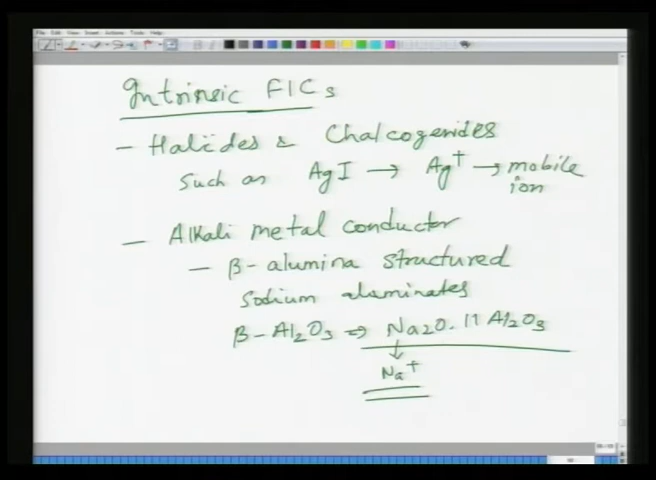 Intrinsic FICs
- Halides & Chalcogenides
Such as AgI → Ag+ → mobile
ion
- Alkali metal conductor
- β-alumina structured
Sodium aluminates
β-Al2O3 ⇒ Na2O.11 Al2O3
↓
Na+